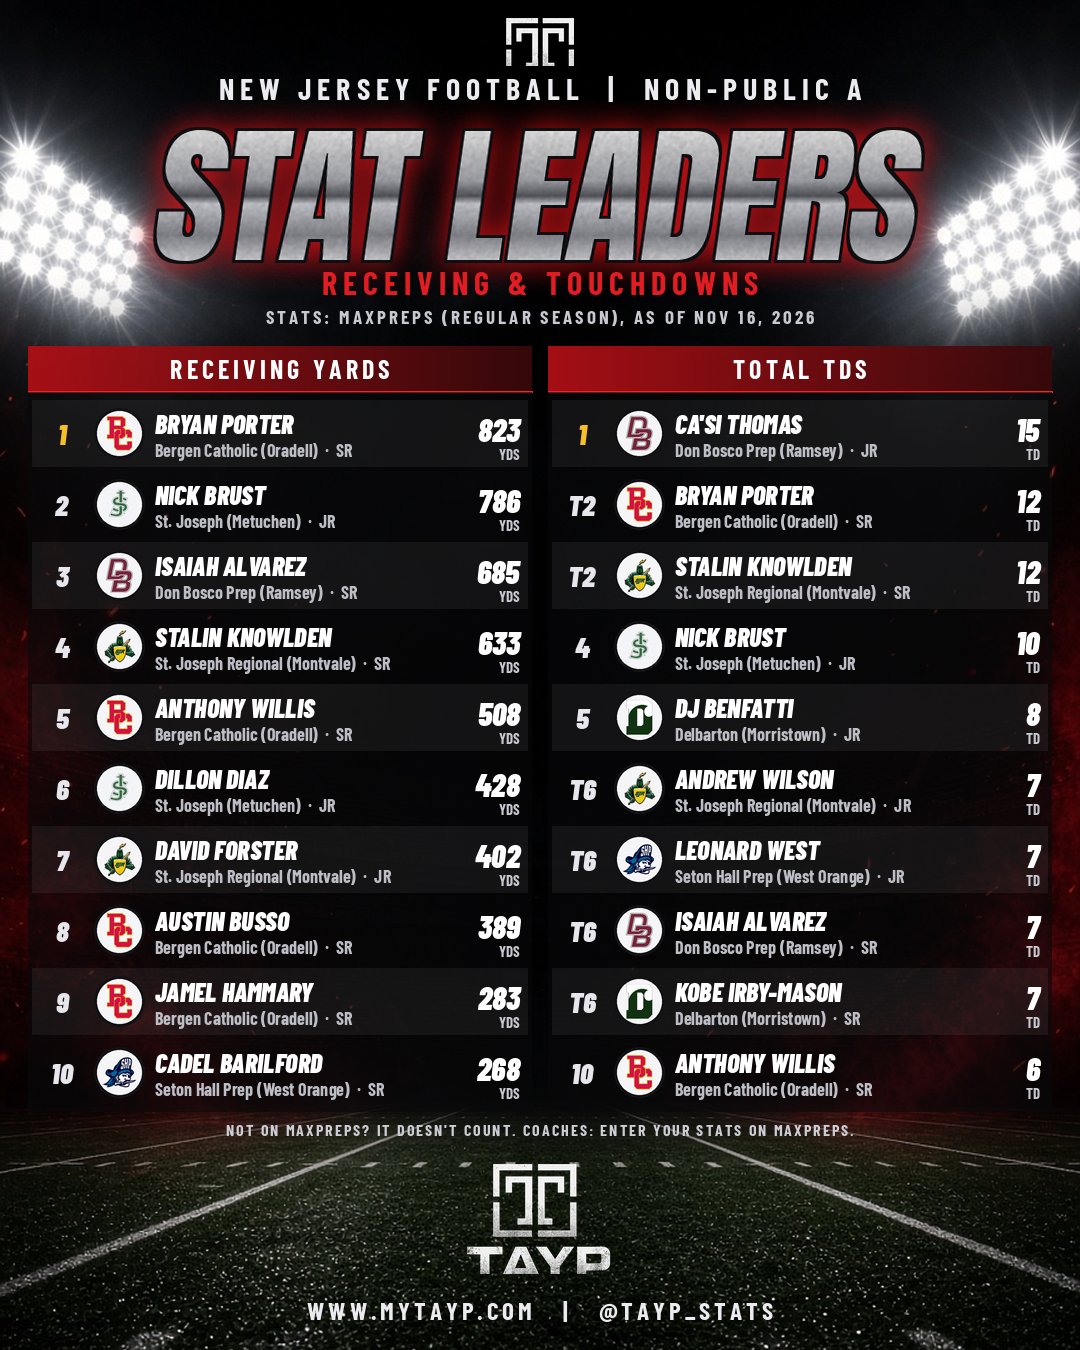 NEW JERSEY FOOTBALL | NON-PUBLIC A
STAT LEADERS
RECEIVING & TOUCHDOWNS
STATS: MAXPREPS (REGULAR SEASON), AS OF NOV 16, 2026
RECEIVING YARDS
1 BRYAN PORTER 823
Bergen Catholic (Oradell) · SR YDS
2 NICK BRUST 786
St. Joseph (Metuchen) · JR YDS
3 ISAIAH ALVAREZ 685
Don Bosco Prep (Ramsey) · SR YDS
4 STALIN KNOWLDEN 633
St. Joseph Regional (Montvale) · SR YDS
5 ANTHONY WILLIS 508
Bergen Catholic (Oradell) · SR YDS
6 DILLON DIAZ 428
St. Joseph (Metuchen) · JR YDS
7 DAVID FORSTER 402
St. Joseph Regional (Montvale) · JR YDS
8 AUSTIN BUSSO 389
Bergen Catholic (Oradell) · SR YDS
9 JAMEL HAMMARY 283
Bergen Catholic (Oradell) · SR YDS
10 CADEL BARILFORD 268
Seton Hall Prep (West Orange) · SR YDS
TOTAL TDS
1 CA'SI THOMAS 15
Don Bosco Prep (Ramsey) · JR TD
T2 BRYAN PORTER 12
Bergen Catholic (Oradell) · SR TD
T2 STALIN KNOWLDEN 12
St. Joseph Regional (Montvale) · SR TD
4 NICK BRUST 10
St. Joseph (Metuchen) · JR TD
5 DJ BENFATTI 8
Delbarton (Morristown) · JR TD
T6 ANDREW WILSON 7
St. Joseph Regional (Montvale) · JR TD
T6 LEONARD WEST 7
Seton Hall Prep (West Orange) · JR TD
T6 ISAIAH ALVAREZ 7
Don Bosco Prep (Ramsey) · SR TD
T6 KOBE IRBY-MASON 7
Delbarton (Morristown) · SR TD
10 ANTHONY WILLIS 6
Bergen Catholic (Oradell) · SR TD
NOT ON MAXPREPS? IT DOESN'T COUNT. COACHES: ENTER YOUR STATS ON MAXPREPS.
TAYP
WWW.MYTAYP.COM | @TAYP_STATS